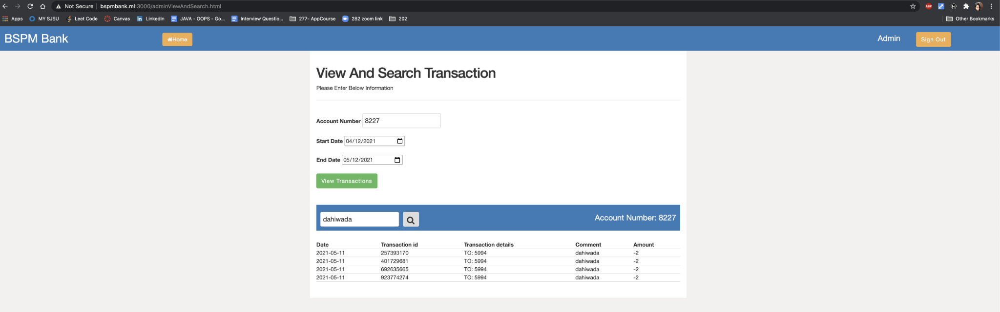 Not Secure | bspmbank.ml:3000/adminViewAndSearch.html ABP
Apps MY SJSU Leet Code Canvas LinkedIn JAVA - OOPS - Go... Interview Questio... 277- AppCourse 282 zoom link 202 Other Bookmarks
BSPM Bank Home Admin Sign Out
View And Search Transaction
Please Enter Below Information
Account Number 8227
Start Date 04/12/2021
End Date 05/12/2021
View Transactions
dahiwada Account Number: 8227
Date Transaction id Transaction details Comment Amount
2021-05-11 257393170 TO: 5994 dahiwada -2
2021-05-11 401729681 TO: 5994 dahiwada -2
2021-05-11 692635665 TO: 5994 dahiwada -2
2021-05-11 923774274 TO: 5994 dahiwada -2